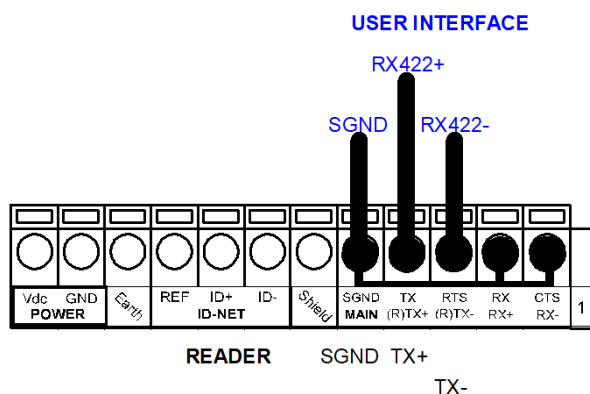 USER INTERFACE
RX422+
SGND RX422-
Vdc GND Earth REF ID+ ID- Shield SGND TX RTS RX CTS 1
POWER ID-NET MAIN (R)TX+ (R)TX- RX+ RX-
READER SGND TX+
TX-